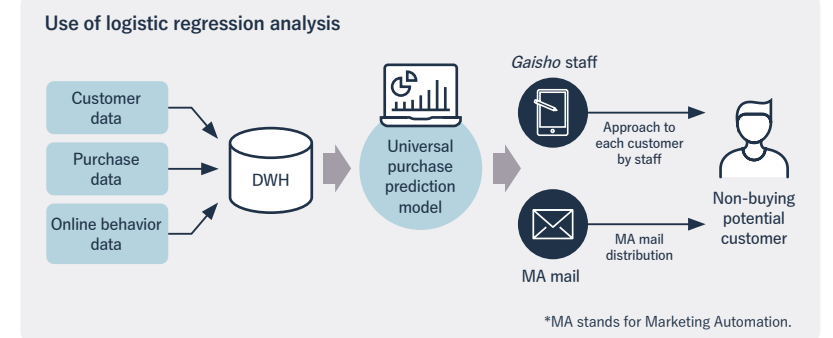 Use of logistic regression analysis
Customer
data
Purchase
data
Online behavior
data
DWH
Universal
purchase
prediction
model
Gaisho staff
Approach to
each customer
by staff
MA mail
MA mail
distribution
Non-buying
potential
customer
*MA stands for Marketing Automation.